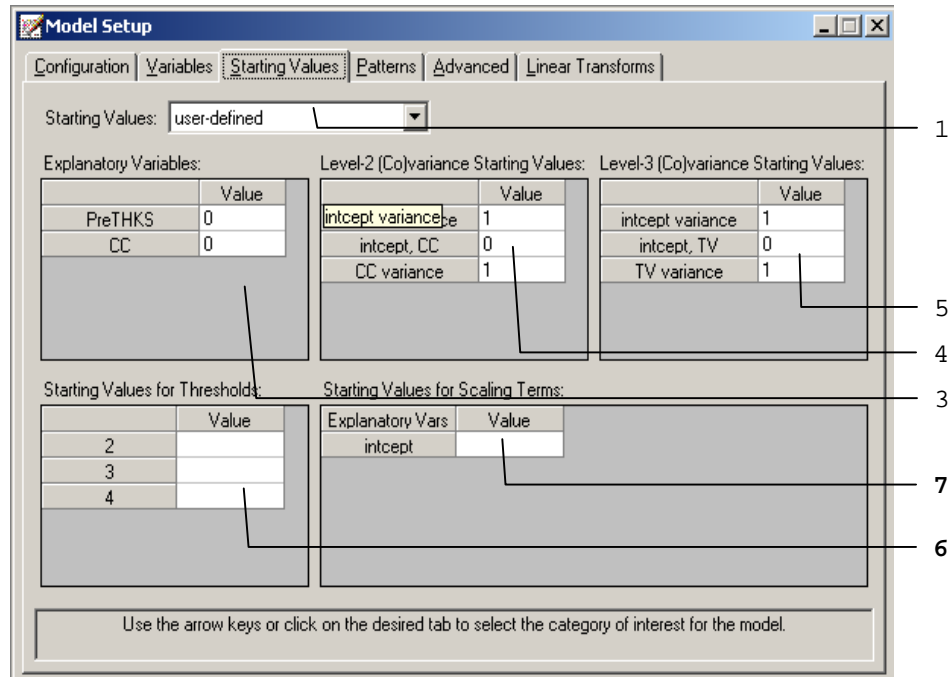 Model Setup
Configuration Variables Starting Values Patterns Advanced Linear Transforms
Starting Values: user-defined
1
Explanatory Variables: Level-2 (Co)variance Starting Values: Level-3 (Co)variance Starting Values:
Value Value Value
PreTHKS 0 intcept variance ce 1 intcept variance 1
CC 0 intcept, CC 0 intcept, TV 0
CC variance 1 TV variance 1
5
4
Starting Values for Thresholds: Starting Values for Scaling Terms:
3
Value Explanatory Vars Value
2 intcept
3
7
4
6
Use the arrow keys or click on the desired tab to select the category of interest for the model.